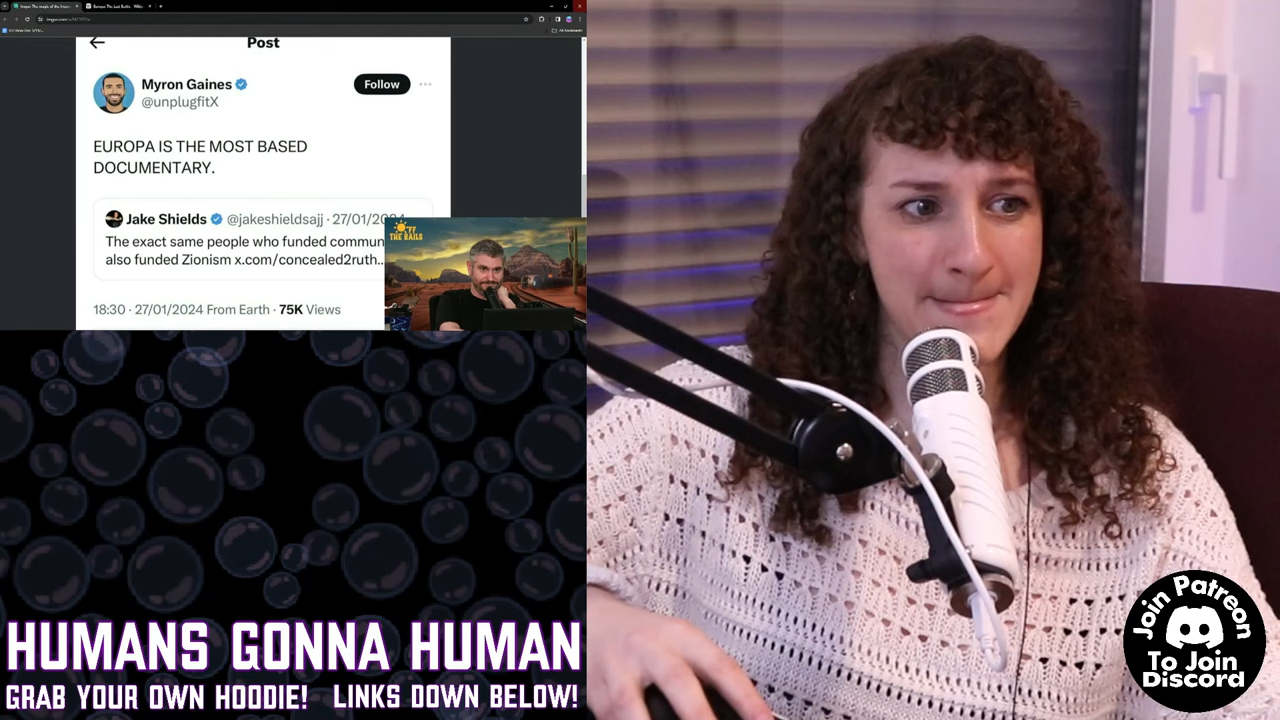 Post
Myron Gaines
@unplugfitX
Follow
EUROPA IS THE MOST BASED
DOCUMENTARY.
Jake Shields @jakeshieldsajj · 27/01/2024
The exact same people who funded commun
also funded Zionism x.com/concealed2ruth..
18:30 · 27/01/2024 From Earth · 75K Views
OFF
THE RAILS
HUMANS GONNA HUMAN
GRAB YOUR OWN HOODIE! LINKS DOWN BELOW!
Join Patreon
To Join
Discord